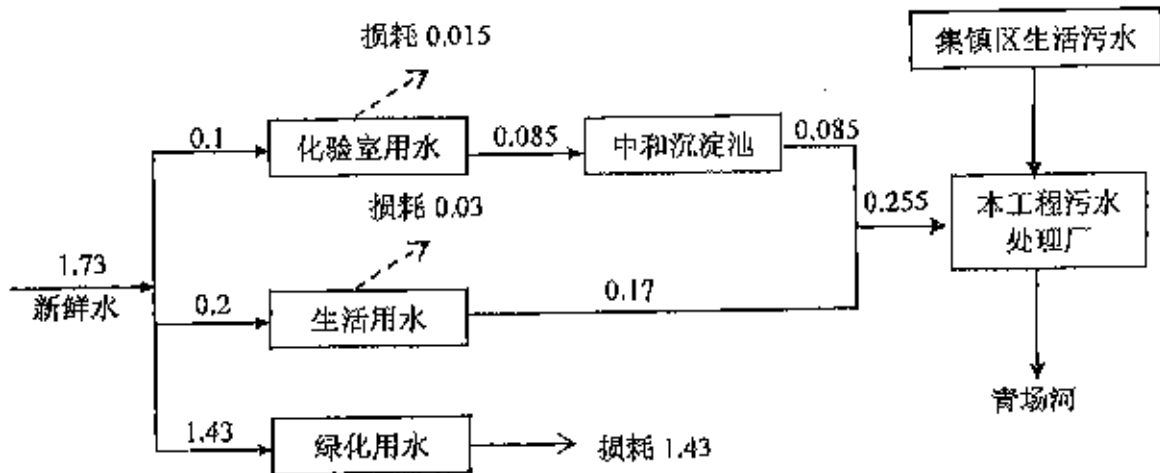 损耗 0.015
集镇区生活污水
0.1
化验室用水
0.085
中和沉淀池
0.085
损耗 0.03
0.255
本工程污水
处理厂
1.73
新鲜水
0.2
生活用水
0.17
青场河
1.43
绿化用水
损耗 1.43